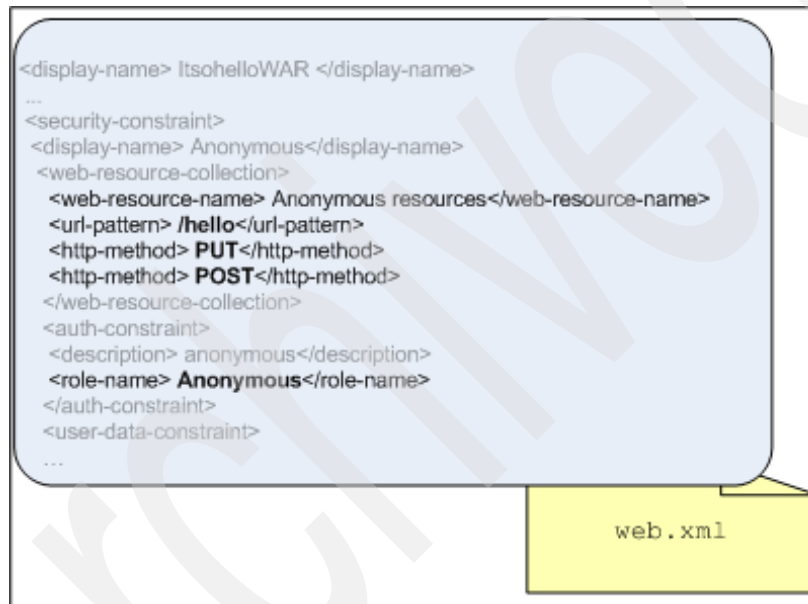 <display-name> ItsohelloWAR </display-name>
...
<security-constraint>
<display-name> Anonymous</display-name>
<web-resource-collection>
<web-resource-name> Anonymous resources</web-resource-name>
<url-pattern> /hello</url-pattern>
<http-method> PUT</http-method>
<http-method> POST</http-method>
</web-resource-collection>
<auth-constraint>
<description> anonymous</description>
<role-name> Anonymous</role-name>
</auth-constraint>
<user-data-constraint>
...
web.xml